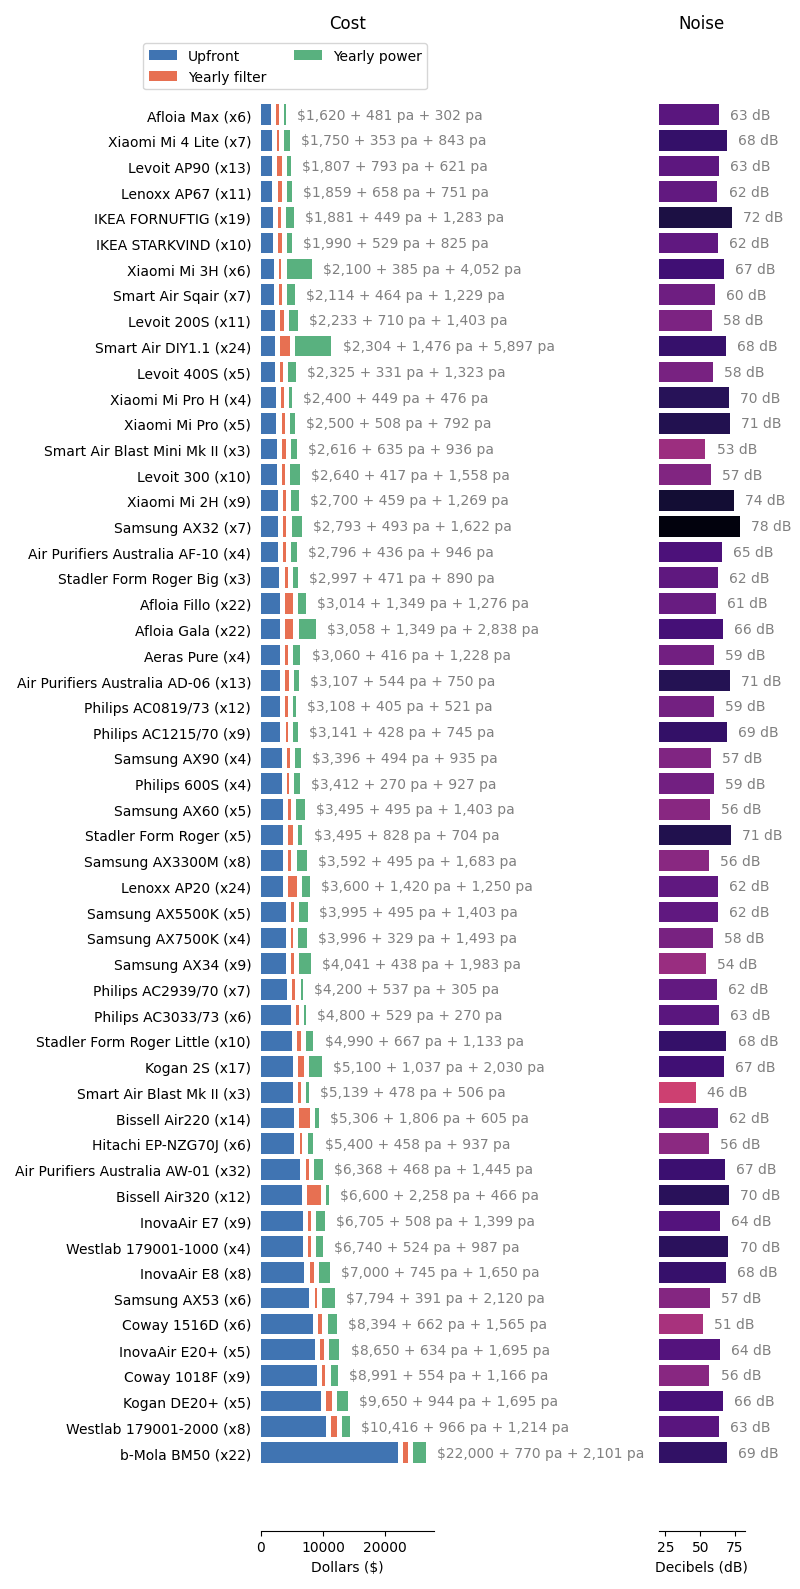 Cost Noise
Upfront Yearly power
Yearly filter
Afloia Max (x6) $1,620 + 481 pa + 302 pa 63 dB
Xiaomi Mi 4 Lite (x7) $1,750 + 353 pa + 843 pa 68 dB
Levoit AP90 (x13) $1,807 + 793 pa + 621 pa 63 dB
Lenoxx AP67 (x11) $1,859 + 658 pa + 751 pa 62 dB
IKEA FORNUFTIG (x19) $1,881 + 449 pa + 1,283 pa 72 dB
IKEA STARKVIND (x10) $1,990 + 529 pa + 825 pa 62 dB
Xiaomi Mi 3H (x6) $2,100 + 385 pa + 4,052 pa 67 dB
Smart Air Sqair (x7) $2,114 + 464 pa + 1,229 pa 60 dB
Levoit 200S (x11) $2,233 + 710 pa + 1,403 pa 58 dB
Smart Air DIY1.1 (x24) $2,304 + 1,476 pa + 5,897 pa 68 dB
Levoit 400S (x5) $2,325 + 331 pa + 1,323 pa 58 dB
Xiaomi Mi Pro H (x4) $2,400 + 449 pa + 476 pa 70 dB
Xiaomi Mi Pro (x5) $2,500 + 508 pa + 792 pa 71 dB
Smart Air Blast Mini Mk II (x3) $2,616 + 635 pa + 936 pa 53 dB
Levoit 300 (x10) $2,640 + 417 pa + 1,558 pa 57 dB
Xiaomi Mi 2H (x9) $2,700 + 459 pa + 1,269 pa 74 dB
Samsung AX32 (x7) $2,793 + 493 pa + 1,622 pa 78 dB
Air Purifiers Australia AF-10 (x4) $2,796 + 436 pa + 946 pa 65 dB
Stadler Form Roger Big (x3) $2,997 + 471 pa + 890 pa 62 dB
Afloia Fillo (x22) $3,014 + 1,349 pa + 1,276 pa 61 dB
Afloia Gala (x22) $3,058 + 1,349 pa + 2,838 pa 66 dB
Aeras Pure (x4) $3,060 + 416 pa + 1,228 pa 59 dB
Air Purifiers Australia AD-06 (x13) $3,107 + 544 pa + 750 pa 71 dB
Philips AC0819/73 (x12) $3,108 + 405 pa + 521 pa 59 dB
Philips AC1215/70 (x9) $3,141 + 428 pa + 745 pa 69 dB
Samsung AX90 (x4) $3,396 + 494 pa + 935 pa 57 dB
Philips 600S (x4) $3,412 + 270 pa + 927 pa 59 dB
Samsung AX60 (x5) $3,495 + 495 pa + 1,403 pa 56 dB
Stadler Form Roger (x5) $3,495 + 828 pa + 704 pa 71 dB
Samsung AX3300M (x8) $3,592 + 495 pa + 1,683 pa 56 dB
Lenoxx AP20 (x24) $3,600 + 1,420 pa + 1,250 pa 62 dB
Samsung AX5500K (x5) $3,995 + 495 pa + 1,403 pa 62 dB
Samsung AX7500K (x4) $3,996 + 329 pa + 1,493 pa 58 dB
Samsung AX34 (x9) $4,041 + 438 pa + 1,983 pa 54 dB
Philips AC2939/70 (x7) $4,200 + 537 pa + 305 pa 62 dB
Philips AC3033/73 (x6) $4,800 + 529 pa + 270 pa 63 dB
Stadler Form Roger Little (x10) $4,990 + 667 pa + 1,133 pa 68 dB
Kogan 2S (x17) $5,100 + 1,037 pa + 2,030 pa 67 dB
Smart Air Blast Mk II (x3) $5,139 + 478 pa + 506 pa 46 dB
Bissell Air220 (x14) $5,306 + 1,806 pa + 605 pa 62 dB
Hitachi EP-NZG70J (x6) $5,400 + 458 pa + 937 pa 56 dB
Air Purifiers Australia AW-01 (x32) $6,368 + 468 pa + 1,445 pa 67 dB
Bissell Air320 (x12) $6,600 + 2,258 pa + 466 pa 70 dB
InovaAir E7 (x9) $6,705 + 508 pa + 1,399 pa 64 dB
Westlab 179001-1000 (x4) $6,740 + 524 pa + 987 pa 70 dB
InovaAir E8 (x8) $7,000 + 745 pa + 1,650 pa 68 dB
Samsung AX53 (x6) $7,794 + 391 pa + 2,120 pa 57 dB
Coway 1516D (x6) $8,394 + 662 pa + 1,565 pa 51 dB
InovaAir E20+ (x5) $8,650 + 634 pa + 1,695 pa 64 dB
Coway 1018F (x9) $8,991 + 554 pa + 1,166 pa 56 dB
Kogan DE20+ (x5) $9,650 + 944 pa + 1,695 pa 66 dB
Westlab 179001-2000 (x8) $10,416 + 966 pa + 1,214 pa 63 dB
b-Mola BM50 (x22) $22,000 + 770 pa + 2,101 pa 69 dB
0 10000 20000 25 50 75
Dollars ($) Decibels (dB)